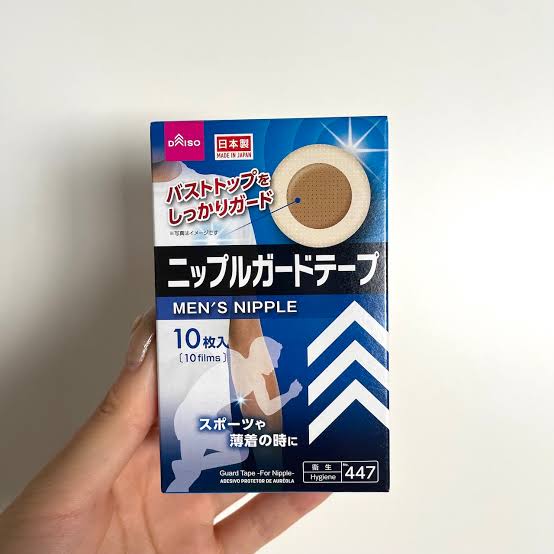 DAISO
日本製
MADE IN JAPAN
バストトップを
しっかりガード
※写真はイメージです
ニップルガードテープ
MEN'S NIPPLE
10枚入
[10films]
スポーツや
薄着の時に
Guard Tape -For Nipple-
ADESIVO PROTETOR DE AURÉOLA
衛生
Hygiene
No.
447